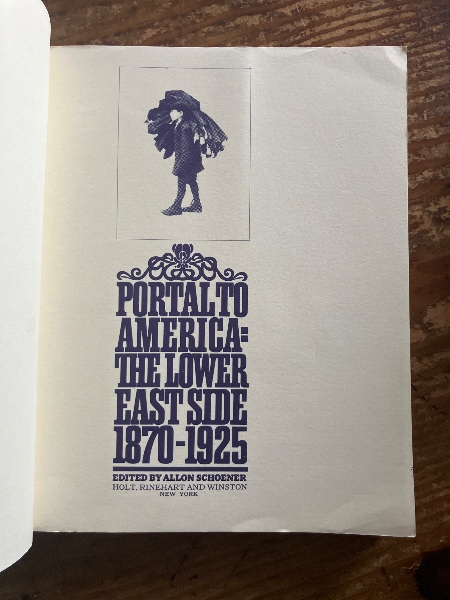 PORTAL TO
AMERICA:
THE LOWER
EAST SIDE
1870-1925
EDITED BY ALLON SCHOENER
HOLT, RINEHART AND WINSTON
NEW YORK